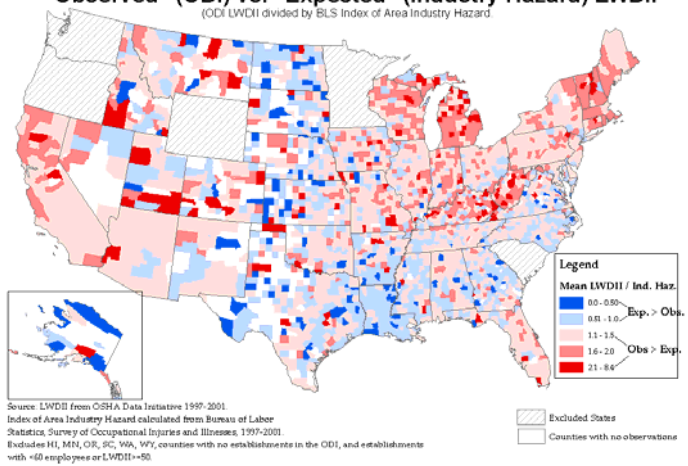 "Observed" (ODI) vs. "Expected" (Industry Hazard) LWDII
(ODI LWDII divided by BLS Index of Area Industry Hazard.
Legend
Mean LWDII / Ind. Haz.
0.0 - 0.50
0.51 - 1.0
Exp. > Obs.
1.1 - 1.5
1.6 - 2.0
Obs > Exp.
2.1 - 8.4
Source: LWDII from OSHA Data Initiative 1997-2001.
Index of Area Industry Hazard calculated from Bureau of Labor
Statistics, Survey of Occupational Injuries and Illnesses, 1997-2001.
Excludes HI, MN, OR, SC, WA, WY, counties with no establishments in the ODI, and establishments
with <60 employees or LWDII>=50.
Excluded States
Counties with no observations